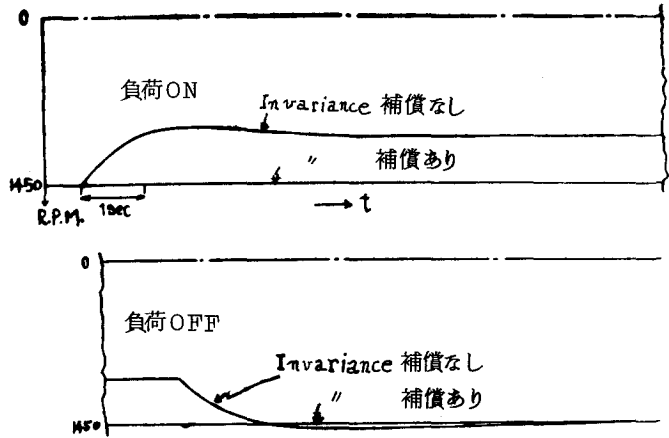 0
負荷ON
Invariance 補償なし
〃 補償あり
1450
R.P.M.
1sec
t
0
負荷OFF
Invariance 補償なし
〃 補償あり
1450